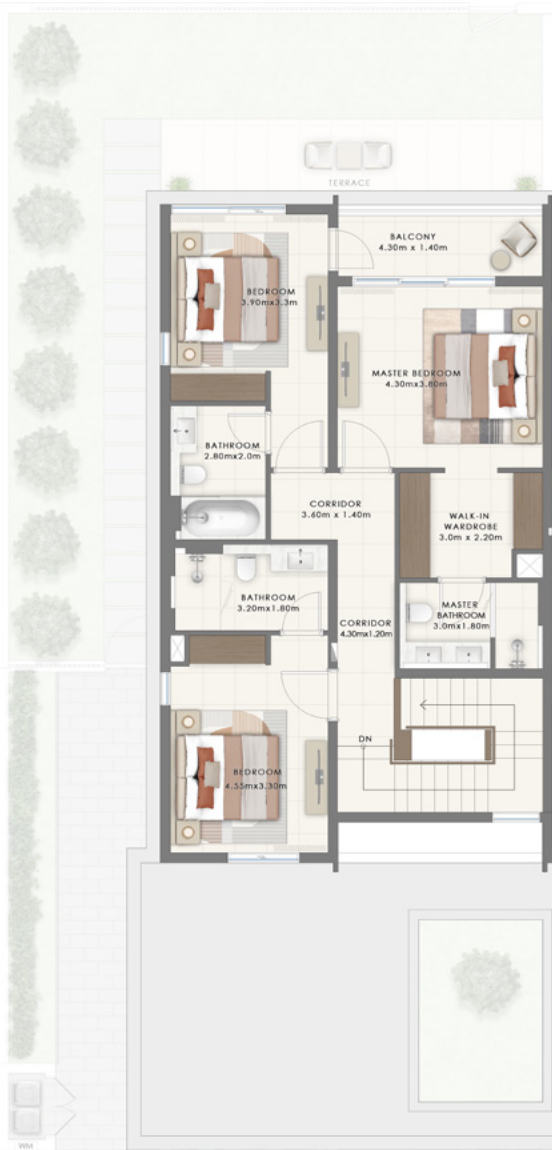 TERRACE
BALCONY
4.30m x 1.40m
BEDROOM
3.90mx3.3m
MASTER BEDROOM
4.30mx3.80m
BATHROOM
2.80mx2.0m
CORRIDOR
3.60m x 1.40m
WALK-IN
WARDROBE
3.0m x 2.20m
BATHROOM
3.20mx1.80m
MASTER
BATHROOM
3.0mx1.80m
CORRIDOR
4.30mx1.20m
DN
BEDROOM
4.55mx3.30m
WM